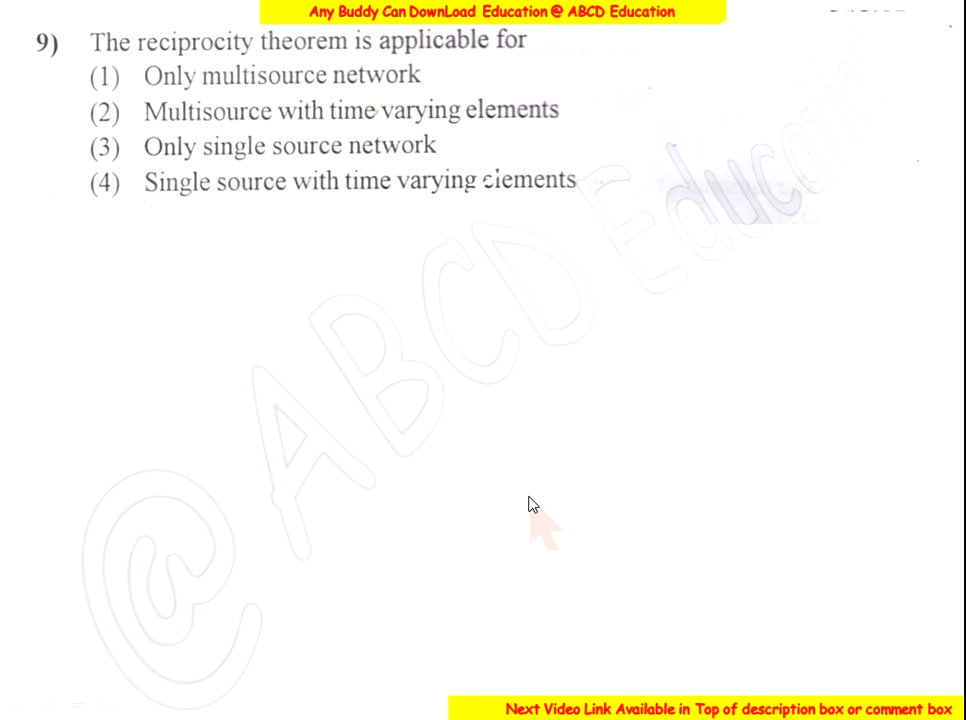 Any Buddy Can DownLoad Education @ ABCD Education
9) The reciprocity theorem is applicable for
(1) Only multisource network
(2) Multisource with time varying elements
(3) Only single source network
(4) Single source with time varying elements
@ABCD Education
Next Video Link Available in Top of description box or comment box